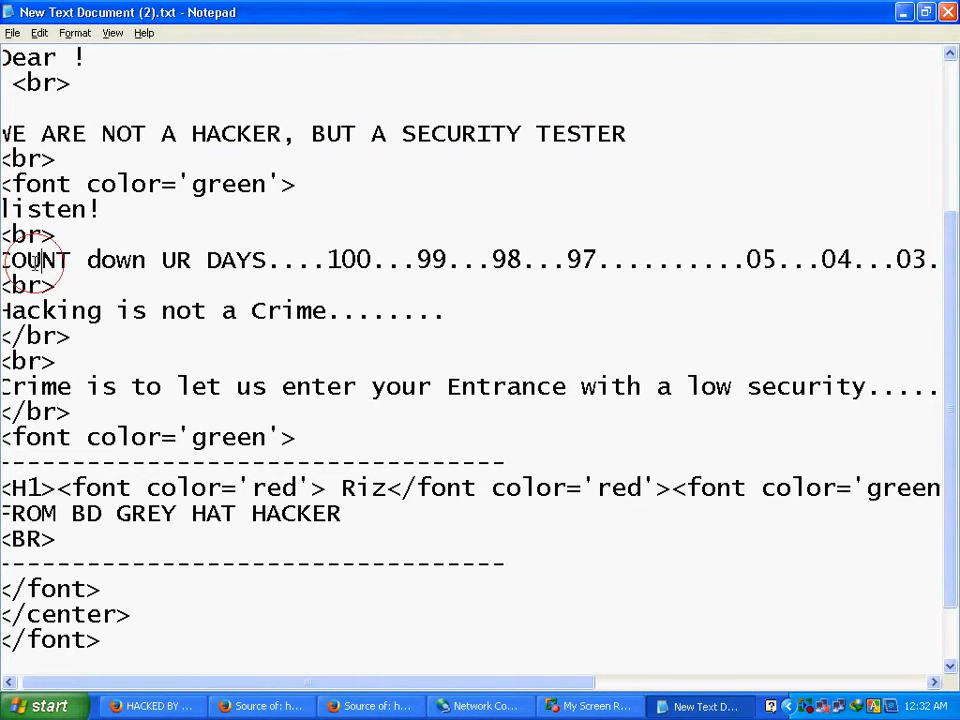 New Text Document (2).txt - Notepad
File Edit Format View Help
Dear !
<br>
WE ARE NOT A HACKER, BUT A SECURITY TESTER
<br>
<font color='green'>
listen!
<br>
COUNT down UR DAYS....100...99...98...97..........05...04...03.
<br>
Hacking is not a Crime........
</br>
<br>
Crime is to let us enter your Entrance with a low security.....
</br>
<font color='green'>
----------------------------------
<H1><font color='red'> Riz</font color='red'><font color='green
FROM BD GREY HAT HACKER
<BR>
----------------------------------
</font>
</center>
</font>
start HACKED BY ... Source of: h... Source of: h... Network Co... My Screen R... New Text D... 12:32 AM